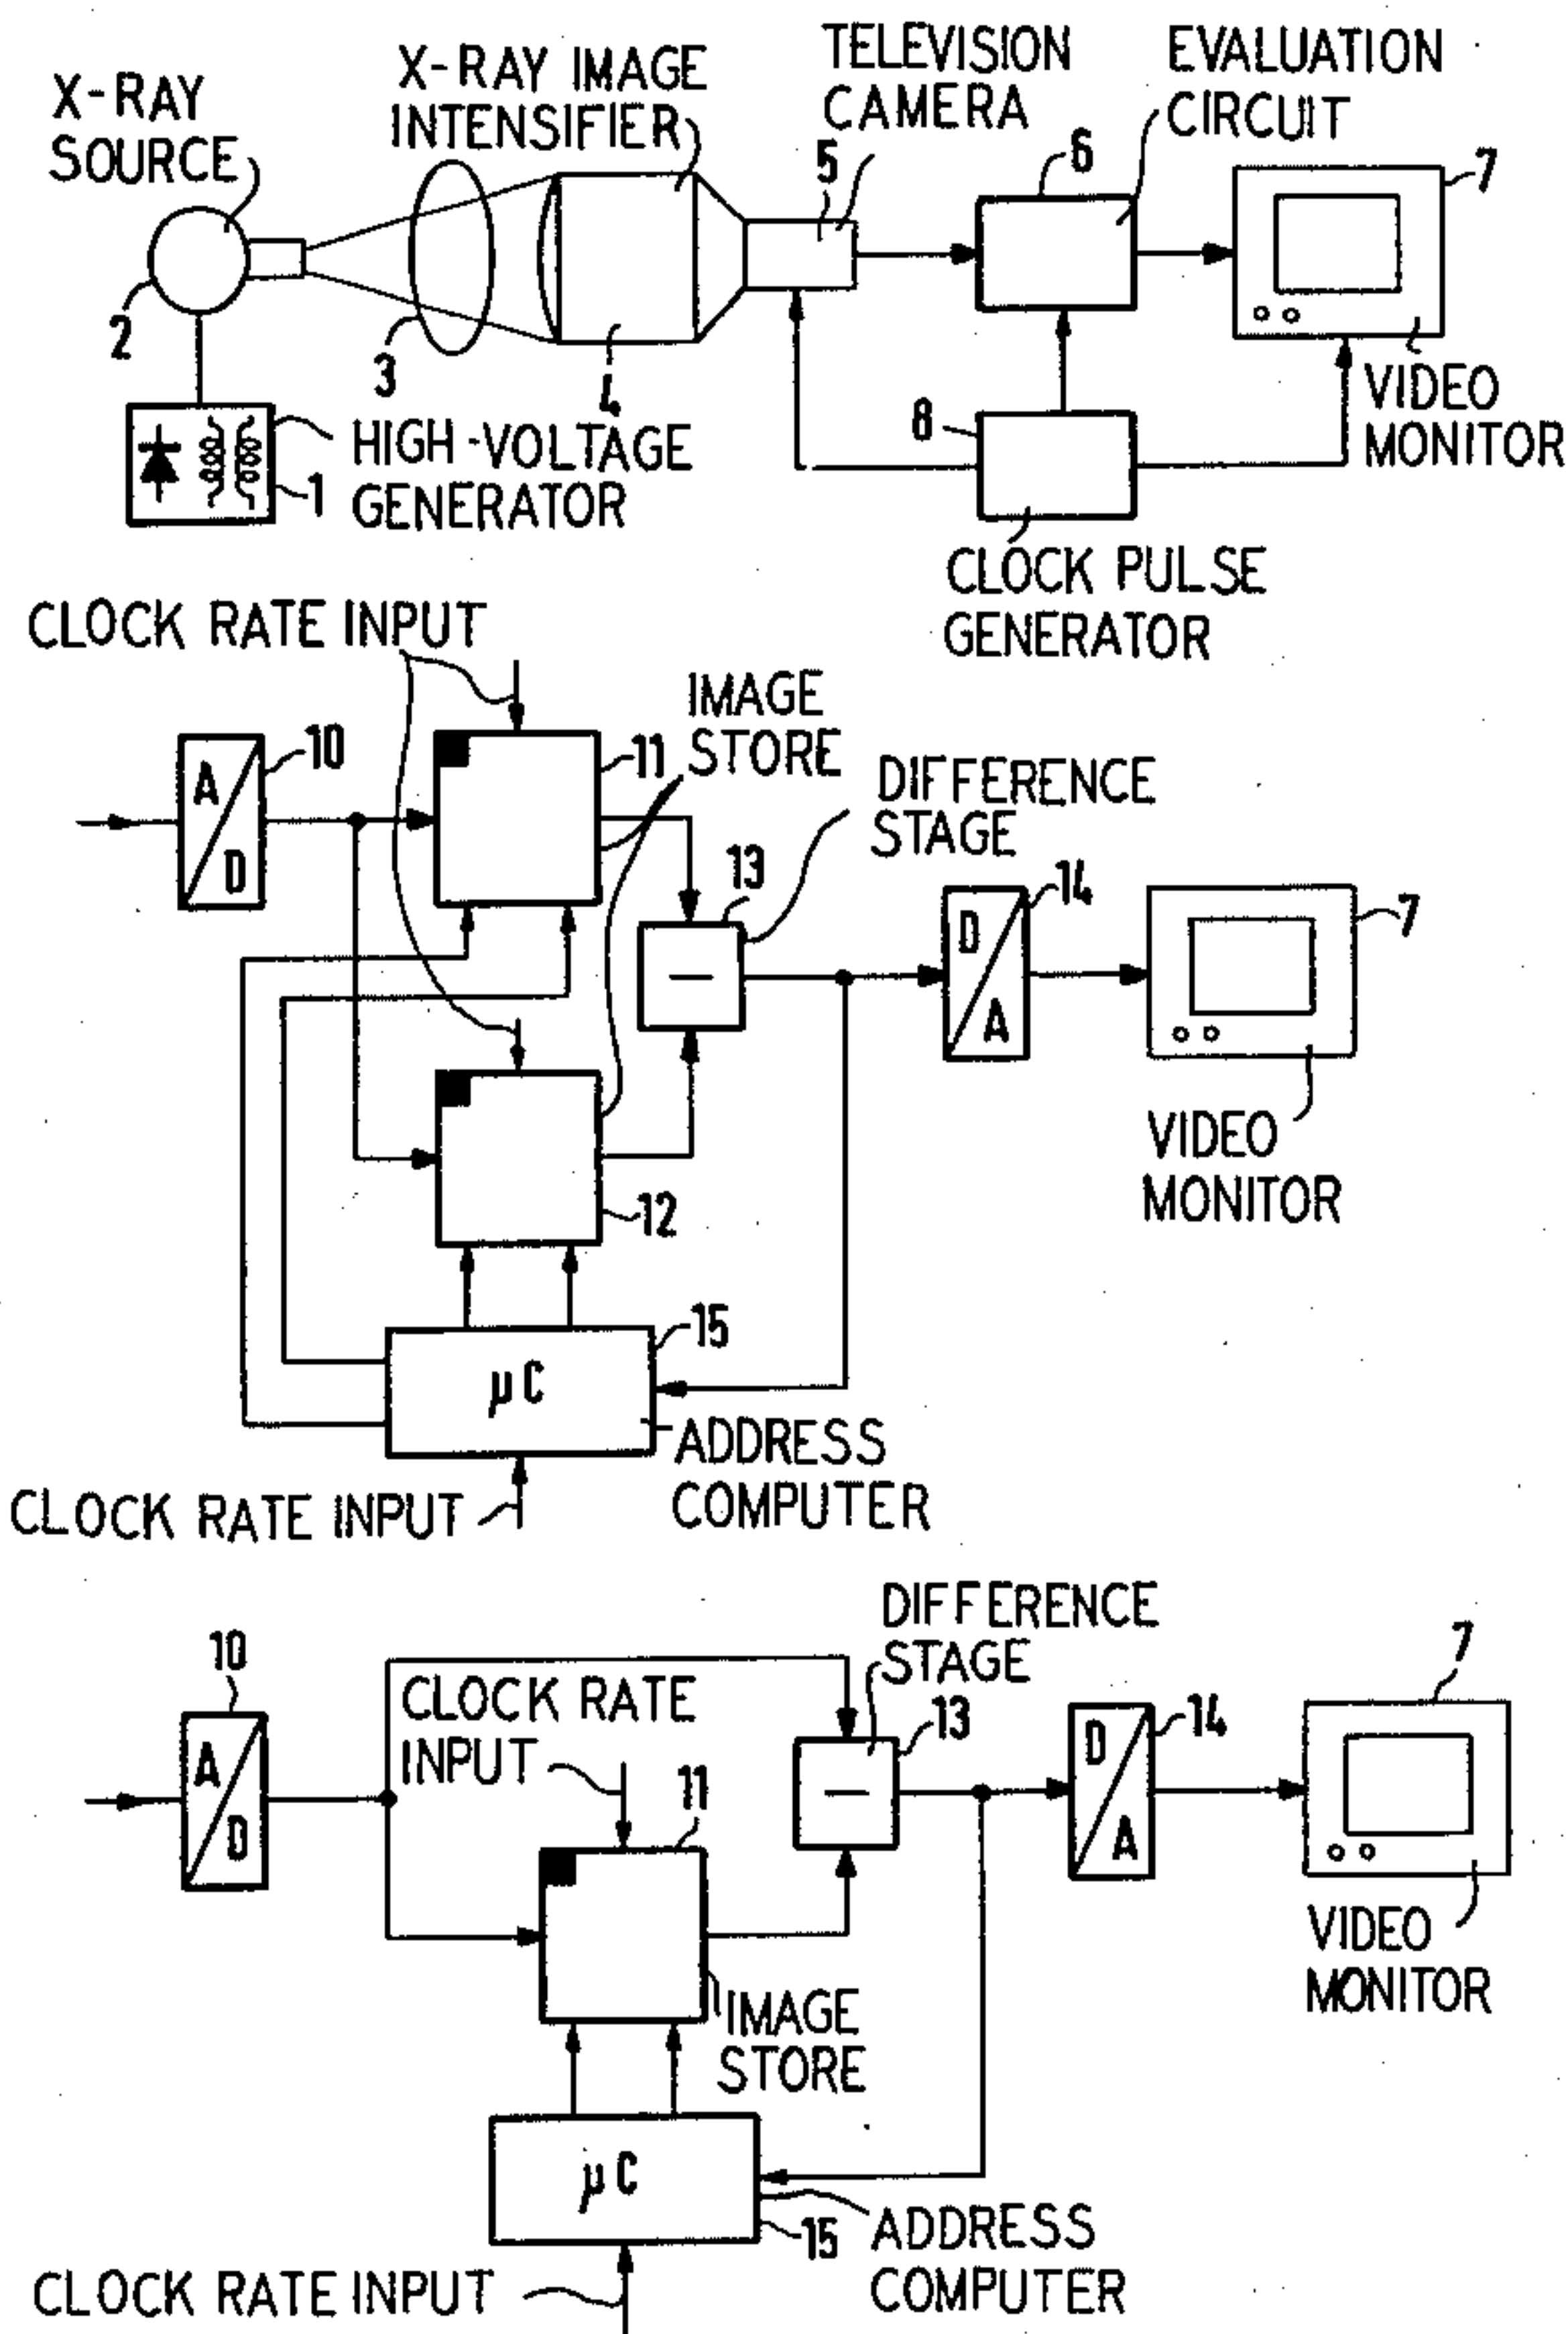 X-RAY
SOURCE
X-RAY IMAGE
INTENSIFIER
TELEVISION
CAMERA
EVALUATION
CIRCUIT
5
6
7
2
3
4
HIGH-VOLTAGE
GENERATOR
1
8
VIDEO
MONITOR
CLOCK PULSE
GENERATOR
CLOCK RATE INPUT
IMAGE
STORE
10
11
A
D
DIFFERENCE
STAGE
13
14
7
D
A
12
VIDEO
MONITOR
15
µC
ADDRESS
COMPUTER
CLOCK RATE INPUT
DIFFERENCE
STAGE
10
7
CLOCK RATE
INPUT
11
13
14
A
D
D
A
IMAGE
STORE
VIDEO
MONITOR
µC
15
ADDRESS
COMPUTER
CLOCK RATE INPUT